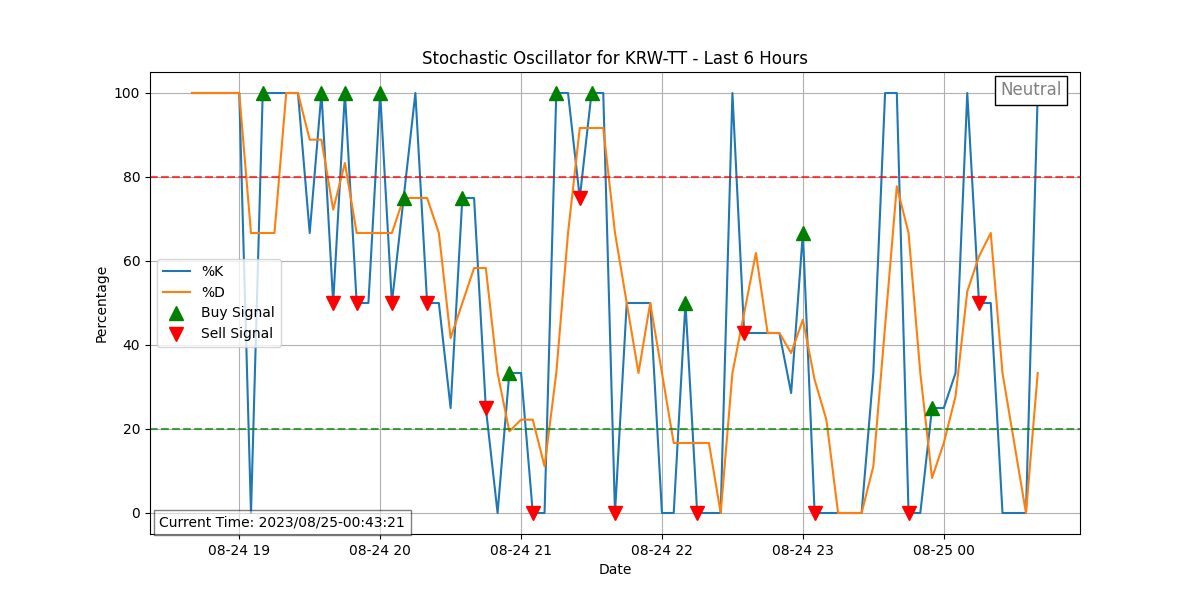 Stochastic Oscillator for KRW-TT - Last 6 Hours
Neutral
100
80
60
40
20
0
Percentage
%K
%D
Buy Signal
Sell Signal
Current Time: 2023/08/25-00:43:21
08-24 19
08-24 20
08-24 21
08-24 22
08-24 23
08-25 00
Date